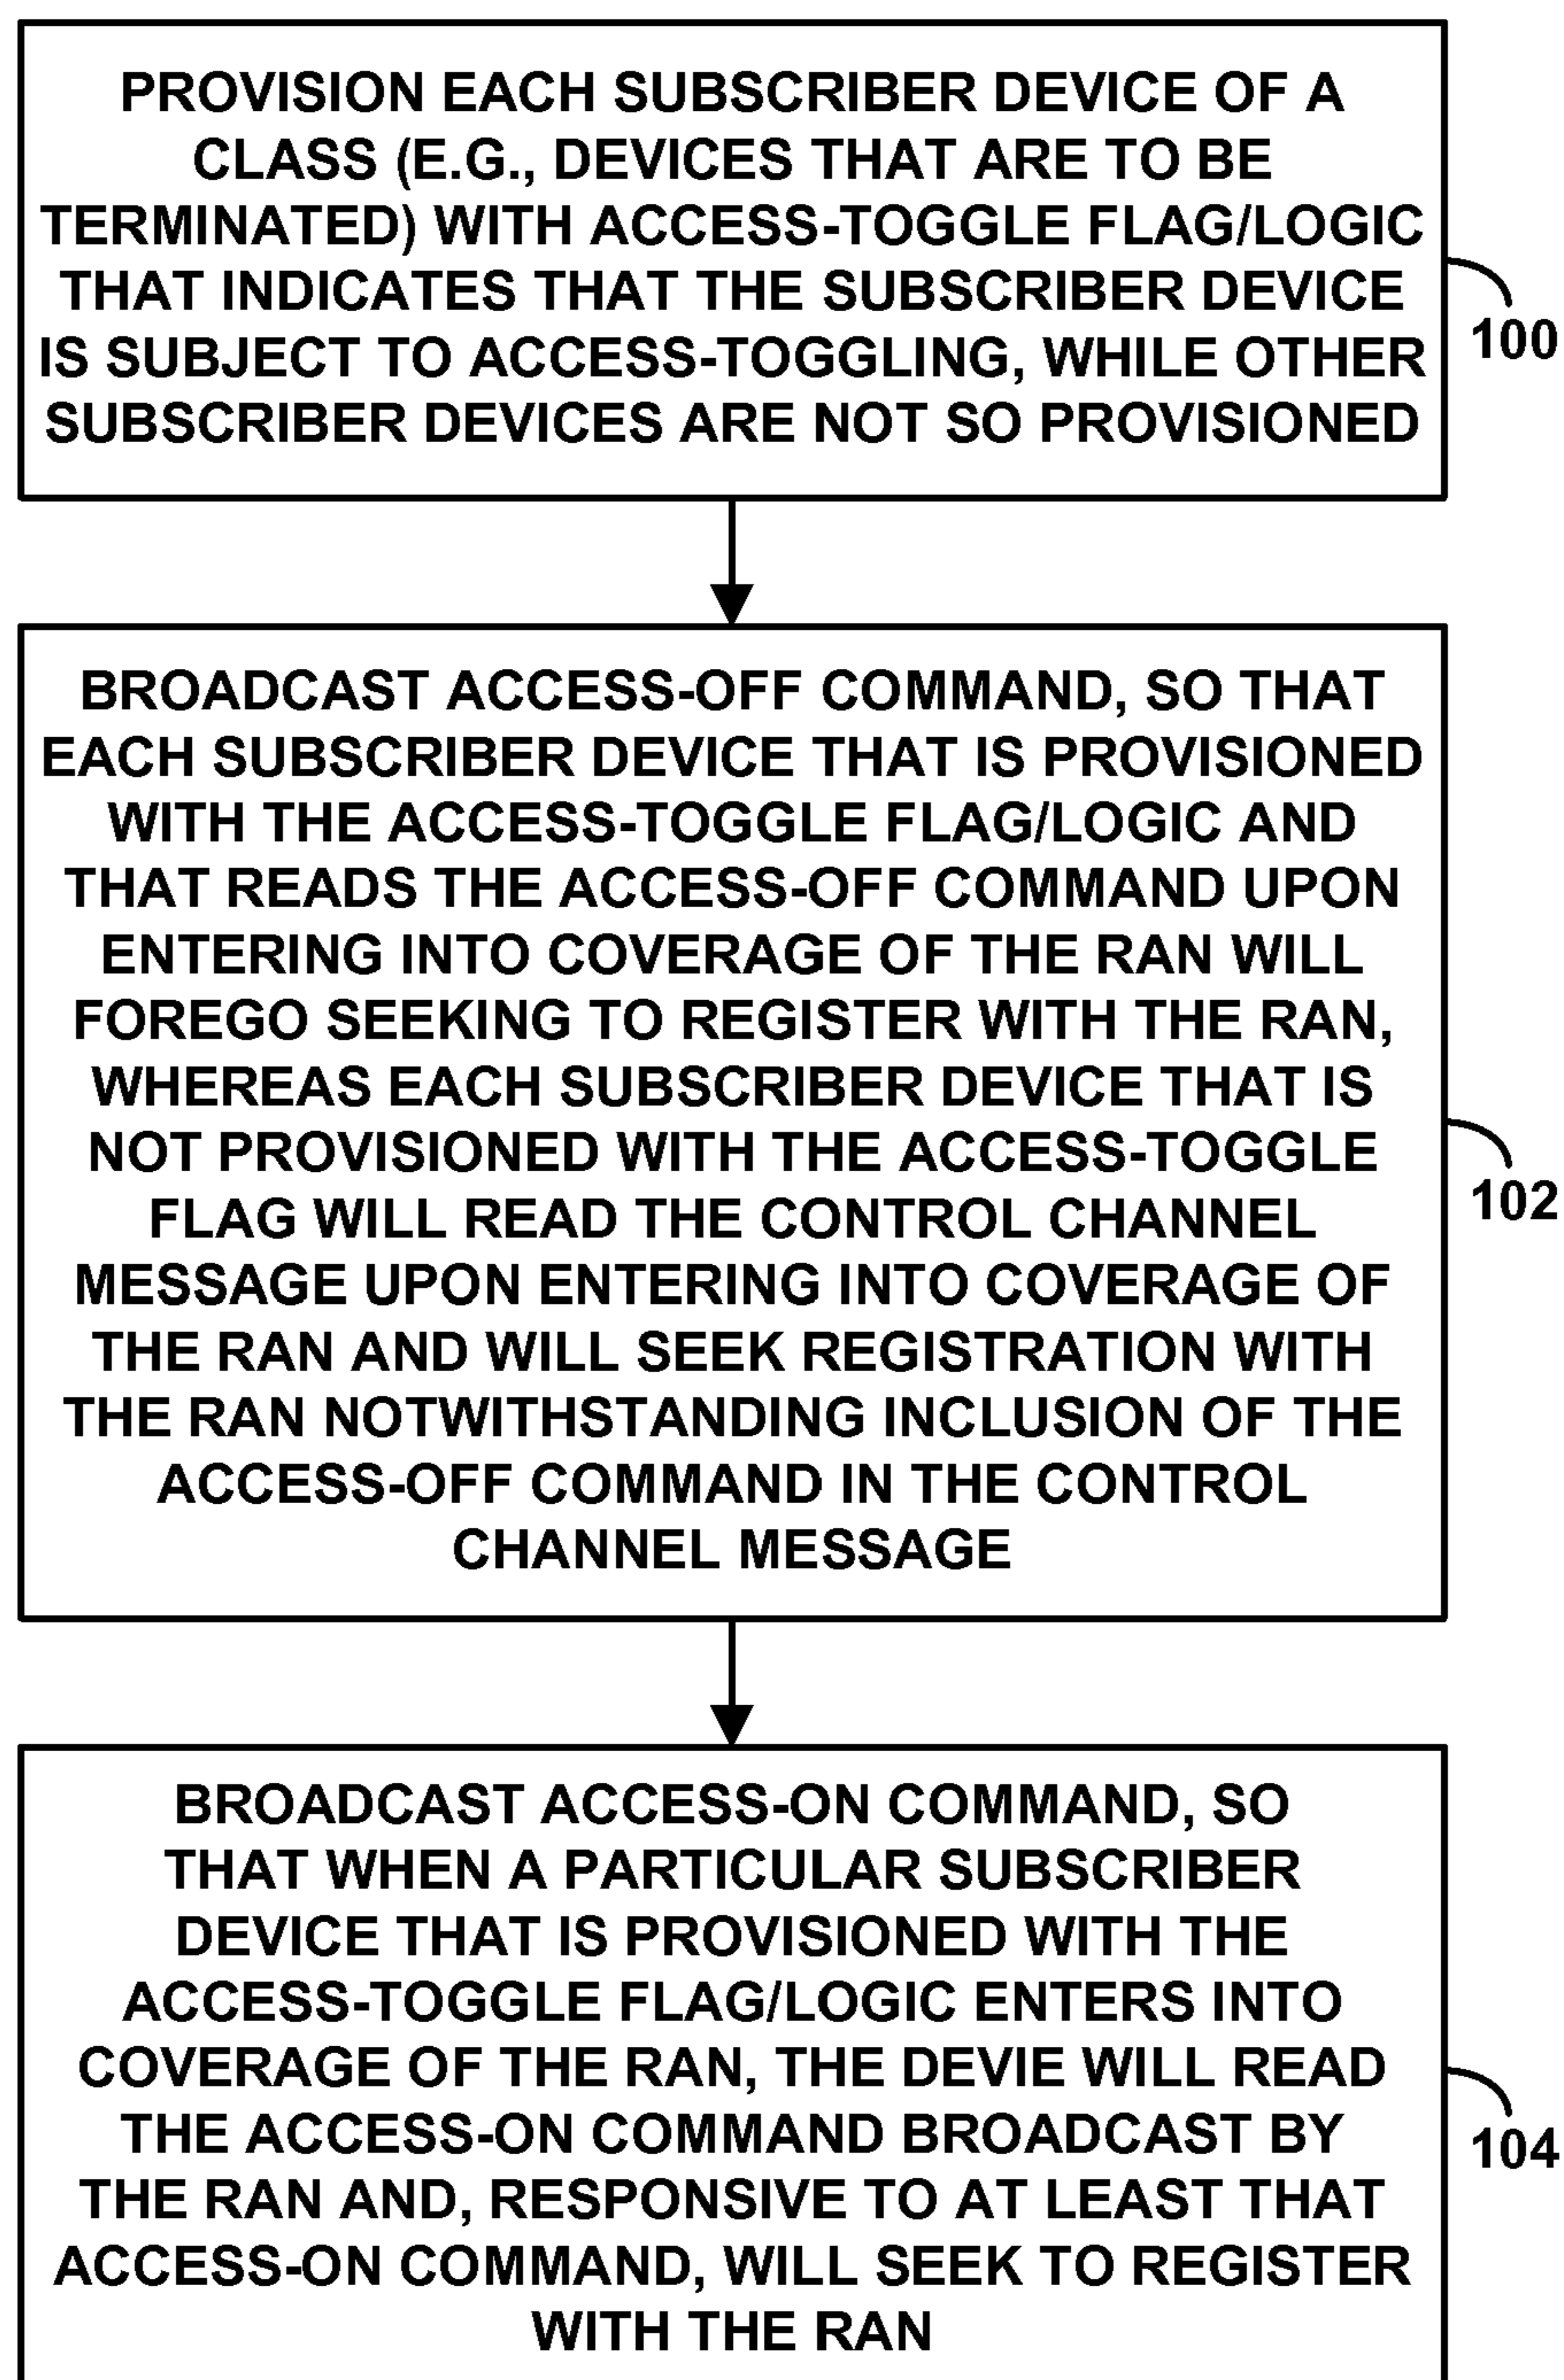 PROVISION EACH SUBSCRIBER DEVICE OF A
CLASS (E.G., DEVICES THAT ARE TO BE
TERMINATED) WITH ACCESS-TOGGLE FLAG/LOGIC
THAT INDICATES THAT THE SUBSCRIBER DEVICE
IS SUBJECT TO ACCESS-TOGGLING, WHILE OTHER
SUBSCRIBER DEVICES ARE NOT SO PROVISIONED
100
BROADCAST ACCESS-OFF COMMAND, SO THAT
EACH SUBSCRIBER DEVICE THAT IS PROVISIONED
WITH THE ACCESS-TOGGLE FLAG/LOGIC AND
THAT READS THE ACCESS-OFF COMMAND UPON
ENTERING INTO COVERAGE OF THE RAN WILL
FOREGO SEEKING TO REGISTER WITH THE RAN,
WHEREAS EACH SUBSCRIBER DEVICE THAT IS
NOT PROVISIONED WITH THE ACCESS-TOGGLE
FLAG WILL READ THE CONTROL CHANNEL
MESSAGE UPON ENTERING INTO COVERAGE OF
THE RAN AND WILL SEEK REGISTRATION WITH
THE RAN NOTWITHSTANDING INCLUSION OF THE
ACCESS-OFF COMMAND IN THE CONTROL
CHANNEL MESSAGE
102
BROADCAST ACCESS-ON COMMAND, SO
THAT WHEN A PARTICULAR SUBSCRIBER
DEVICE THAT IS PROVISIONED WITH THE
ACCESS-TOGGLE FLAG/LOGIC ENTERS INTO
COVERAGE OF THE RAN, THE DEVIE WILL READ
THE ACCESS-ON COMMAND BROADCAST BY
THE RAN AND, RESPONSIVE TO AT LEAST THAT
ACCESS-ON COMMAND, WILL SEEK TO REGISTER
WITH THE RAN
104